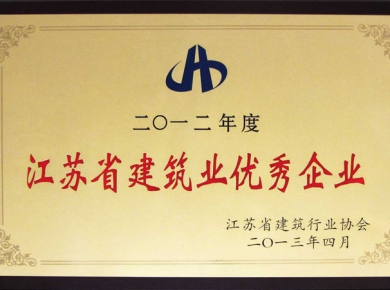 二〇一二年度
江苏省建筑业优秀企业
江苏省建筑行业协会
二〇一三年四月